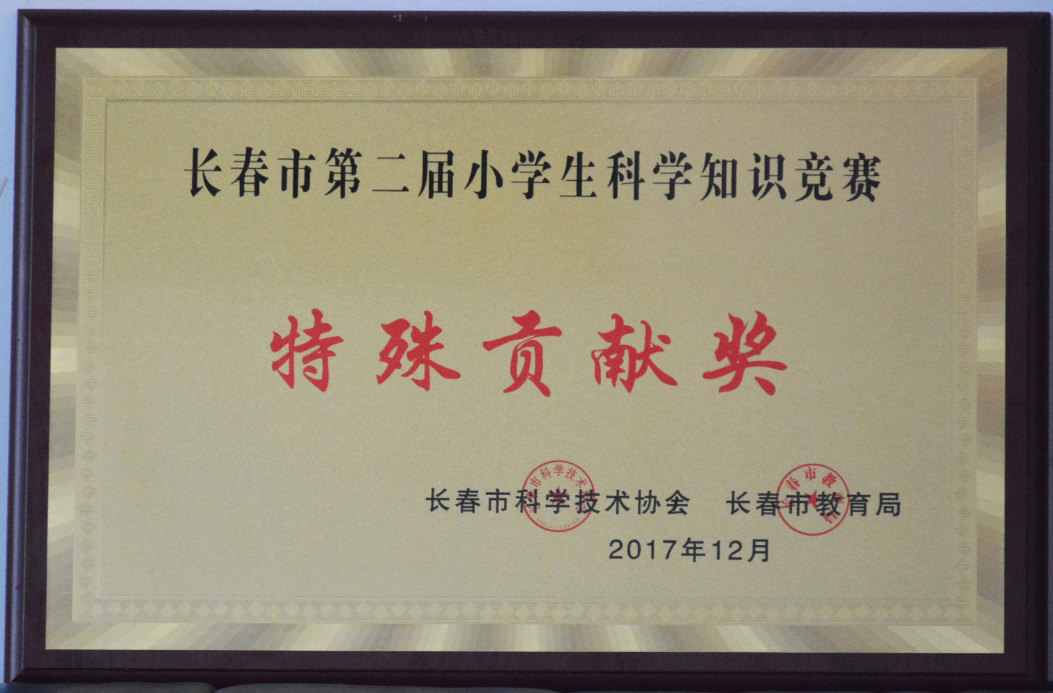 长春市第二届小学生科学知识竞赛
特殊贡献奖
长春市科学技术协会 长春市教育局
2017年12月